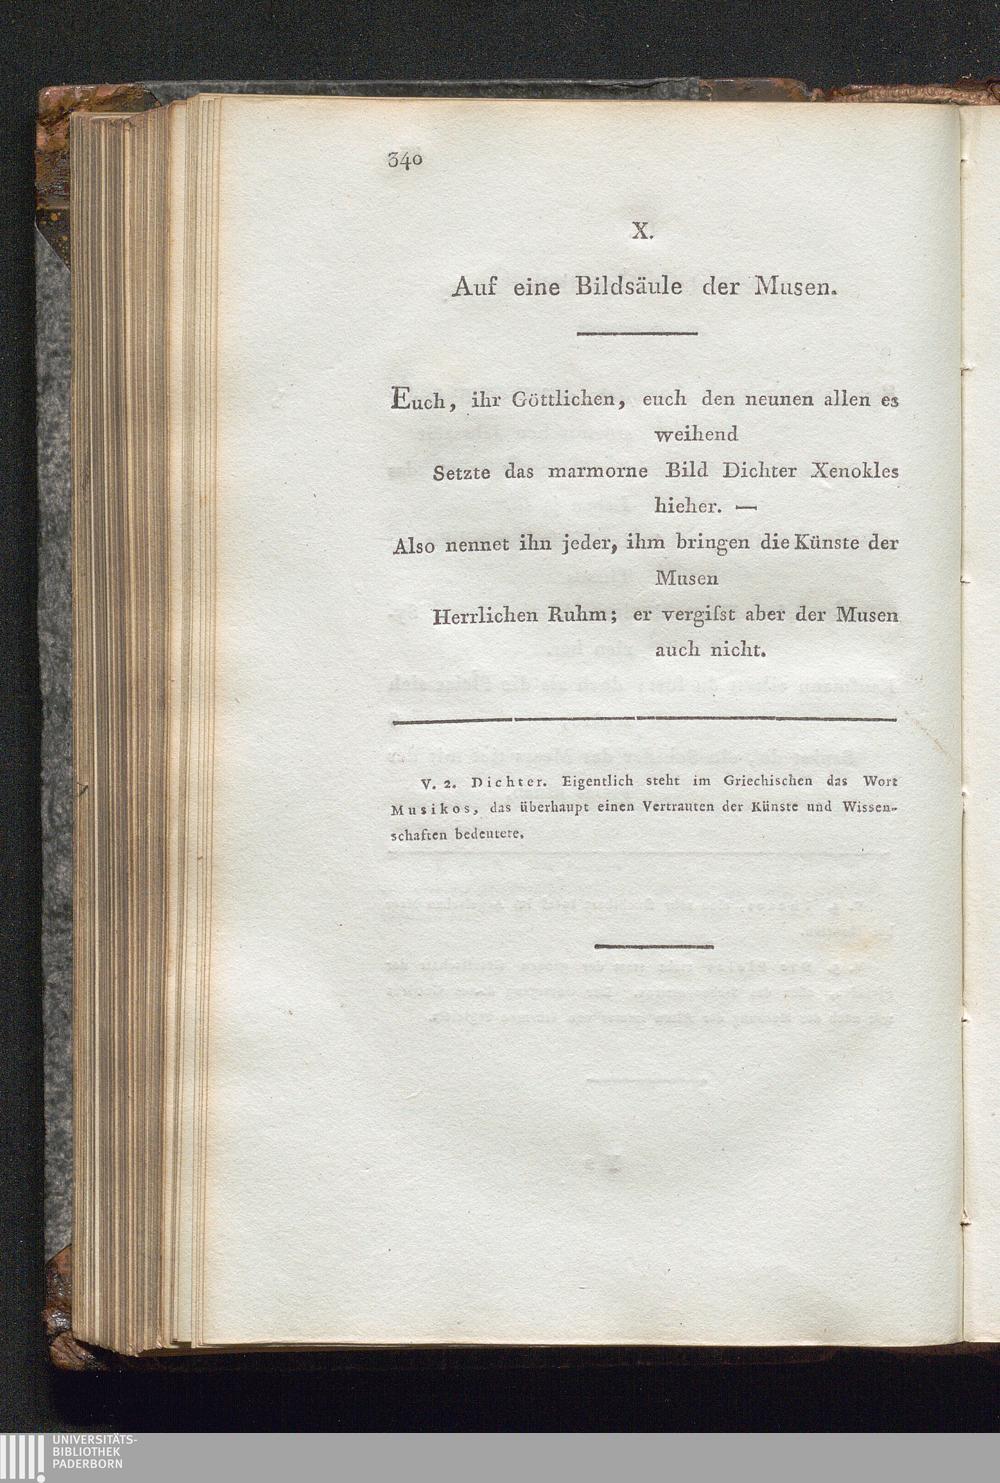 340
X.
Auf eine Bildsäule der Musen.
Euch, ihr Göttlichen, euch den neunen allen es
weihend
Setzte das marmorne Bild Dichter Xenokles
hieher. —
Also nennet ihn jeder, ihm bringen die Künste der
Musen
Herrlichen Ruhm; er vergiſst aber der Musen
auch nicht.
V. 2. Dichter. Eigentlich steht im Griechischen das Wort
Musikos, das überhaupt einen Vertrauten der Künste und Wissen-
schaften bedeutete.
UNIVERSITÄTS-
BIBLIOTHEK
PADERBORN